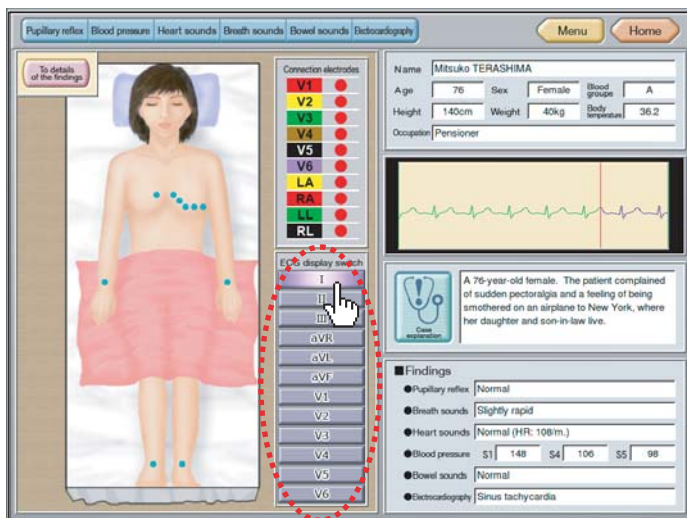 Pupillary reflex Blood pressure Heart sounds Breath sounds Bowel sounds Electrocardiography Menu Home
To details
of the findings
Connection electrodes
V1
V2
V3
V4
V5
V6
LA
RA
LL
RL
ECG display switch
I
II
III
aVR
aVL
aVF
V1
V2
V3
V4
V5
V6
Name Mitsuko TERASHIMA
Age 76 Sex Female Blood groupe A
Height 140cm Weight 40kg Body temperature 36.2
Occupation Pensioner
Case
explanation
A 76-year-old female. The patient complained
of sudden pectoralgia and a feeling of being
smothered on an airplane to New York, where
her daughter and son-in-law live.
■Findings
●Pupillary reflex Normal
●Breath sounds Slightly rapid
●Heart sounds Normal (HR: 108/m.)
●Blood pressure S1 148 S4 106 S5 98
●Bowel sounds Normal
●Electrocardiography Sinus tachycardia